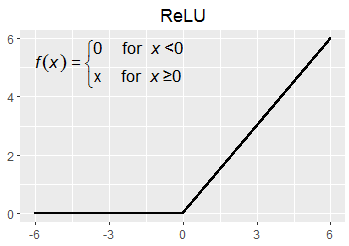 ReLU
f(x) = {0 for x <0
x for x ≥0
6
4
2
0
-6 -3 0 3 6